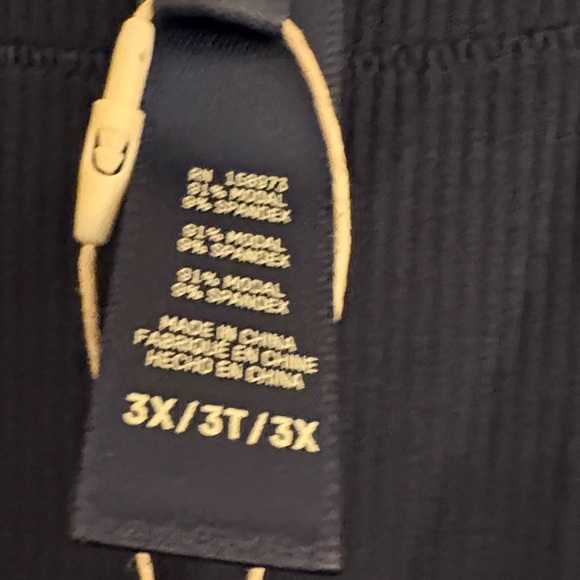 RN 158973
91% MODAL
9% SPANDEX
91% MODAL
9% SPANDEX
91% MODAL
9% SPANDEX
MADE IN CHINA
FABRIQUÉ EN CHINE
HECHO EN CHINA
3X/3T/3X